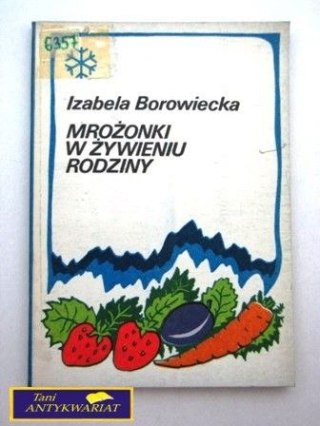 6357
Izabela Borowiecka
MROŻONKI
W ŻYWIENIU
RODZINY
Tani
ANTYKWARIAT